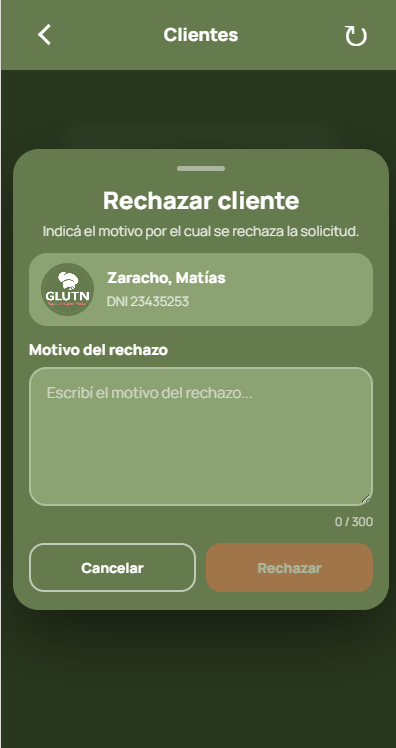 Clientes
Rechazar cliente
Indicá el motivo por el cual se rechaza la solicitud.
GLUTN
Zaracho, Matías
DNI 23435253
Motivo del rechazo
Escribí el motivo del rechazo...
0 / 300
Cancelar
Rechazar